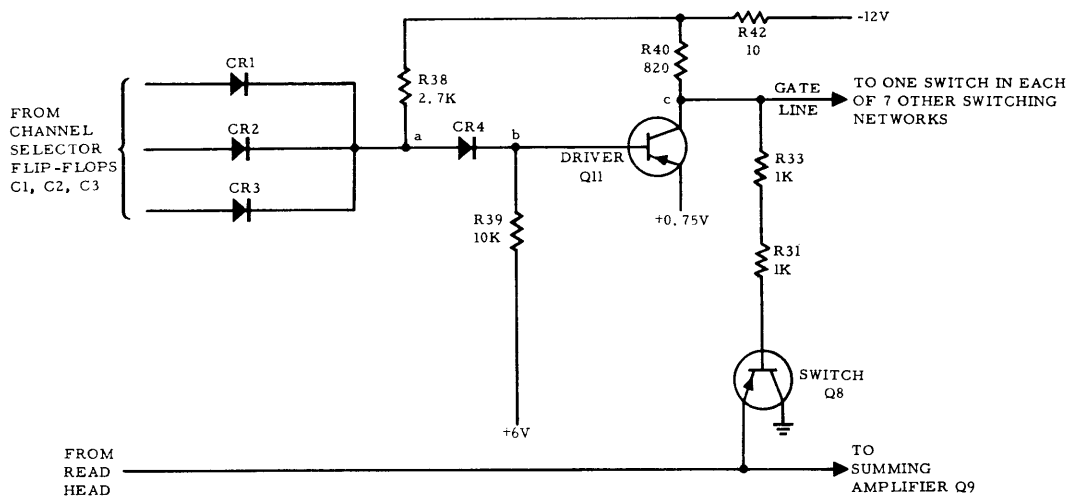 -12V
R42
10
R40
820
CR1
R38
2.7K
GATE
LINE
TO ONE SWITCH IN EACH
OF 7 OTHER SWITCHING
NETWORKS
FROM
CHANNEL
SELECTOR
FLIP-FLOPS
C1, C2, C3
CR2
a
CR4
b
c
DRIVER
Q11
R33
1K
CR3
R39
10K
+0.75V
R31
1K
SWITCH
Q8
+6V
FROM
READ
HEAD
TO
SUMMING
AMPLIFIER Q9